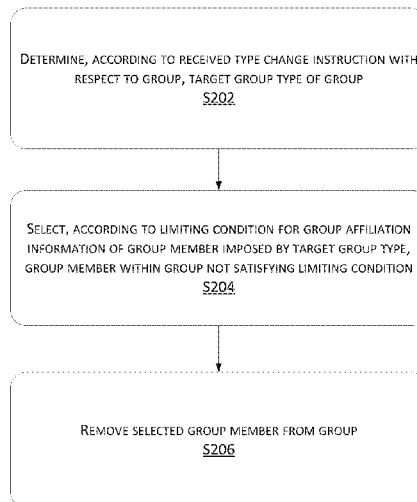 DETERMINE, ACCORDING TO RECEIVED TYPE CHANGE INSTRUCTION WITH
RESPECT TO GROUP, TARGET GROUP TYPE OF GROUP
S202
SELECT, ACCORDING TO LIMITING CONDITION FOR GROUP AFFILIATION
INFORMATION OF GROUP MEMBER IMPOSED BY TARGET GROUP TYPE,
GROUP MEMBER WITHIN GROUP NOT SATISFYING LIMITING CONDITION
S204
REMOVE SELECTED GROUP MEMBER FROM GROUP
S206